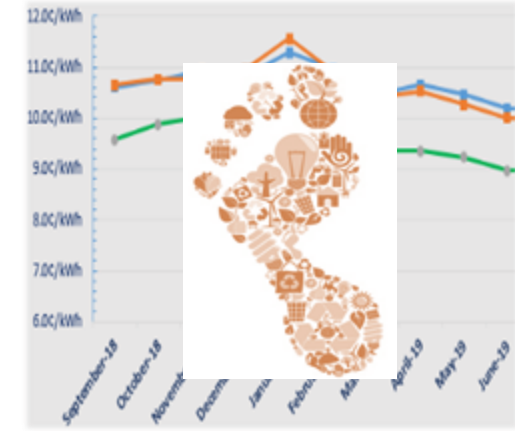 12.0C/kWh
11.0C/kWh
10.0C/kWh
9.0C/kWh
8.0C/kWh
7.0C/kWh
6.0C/kWh
September-18
October-18
April-19
May-19
June-19